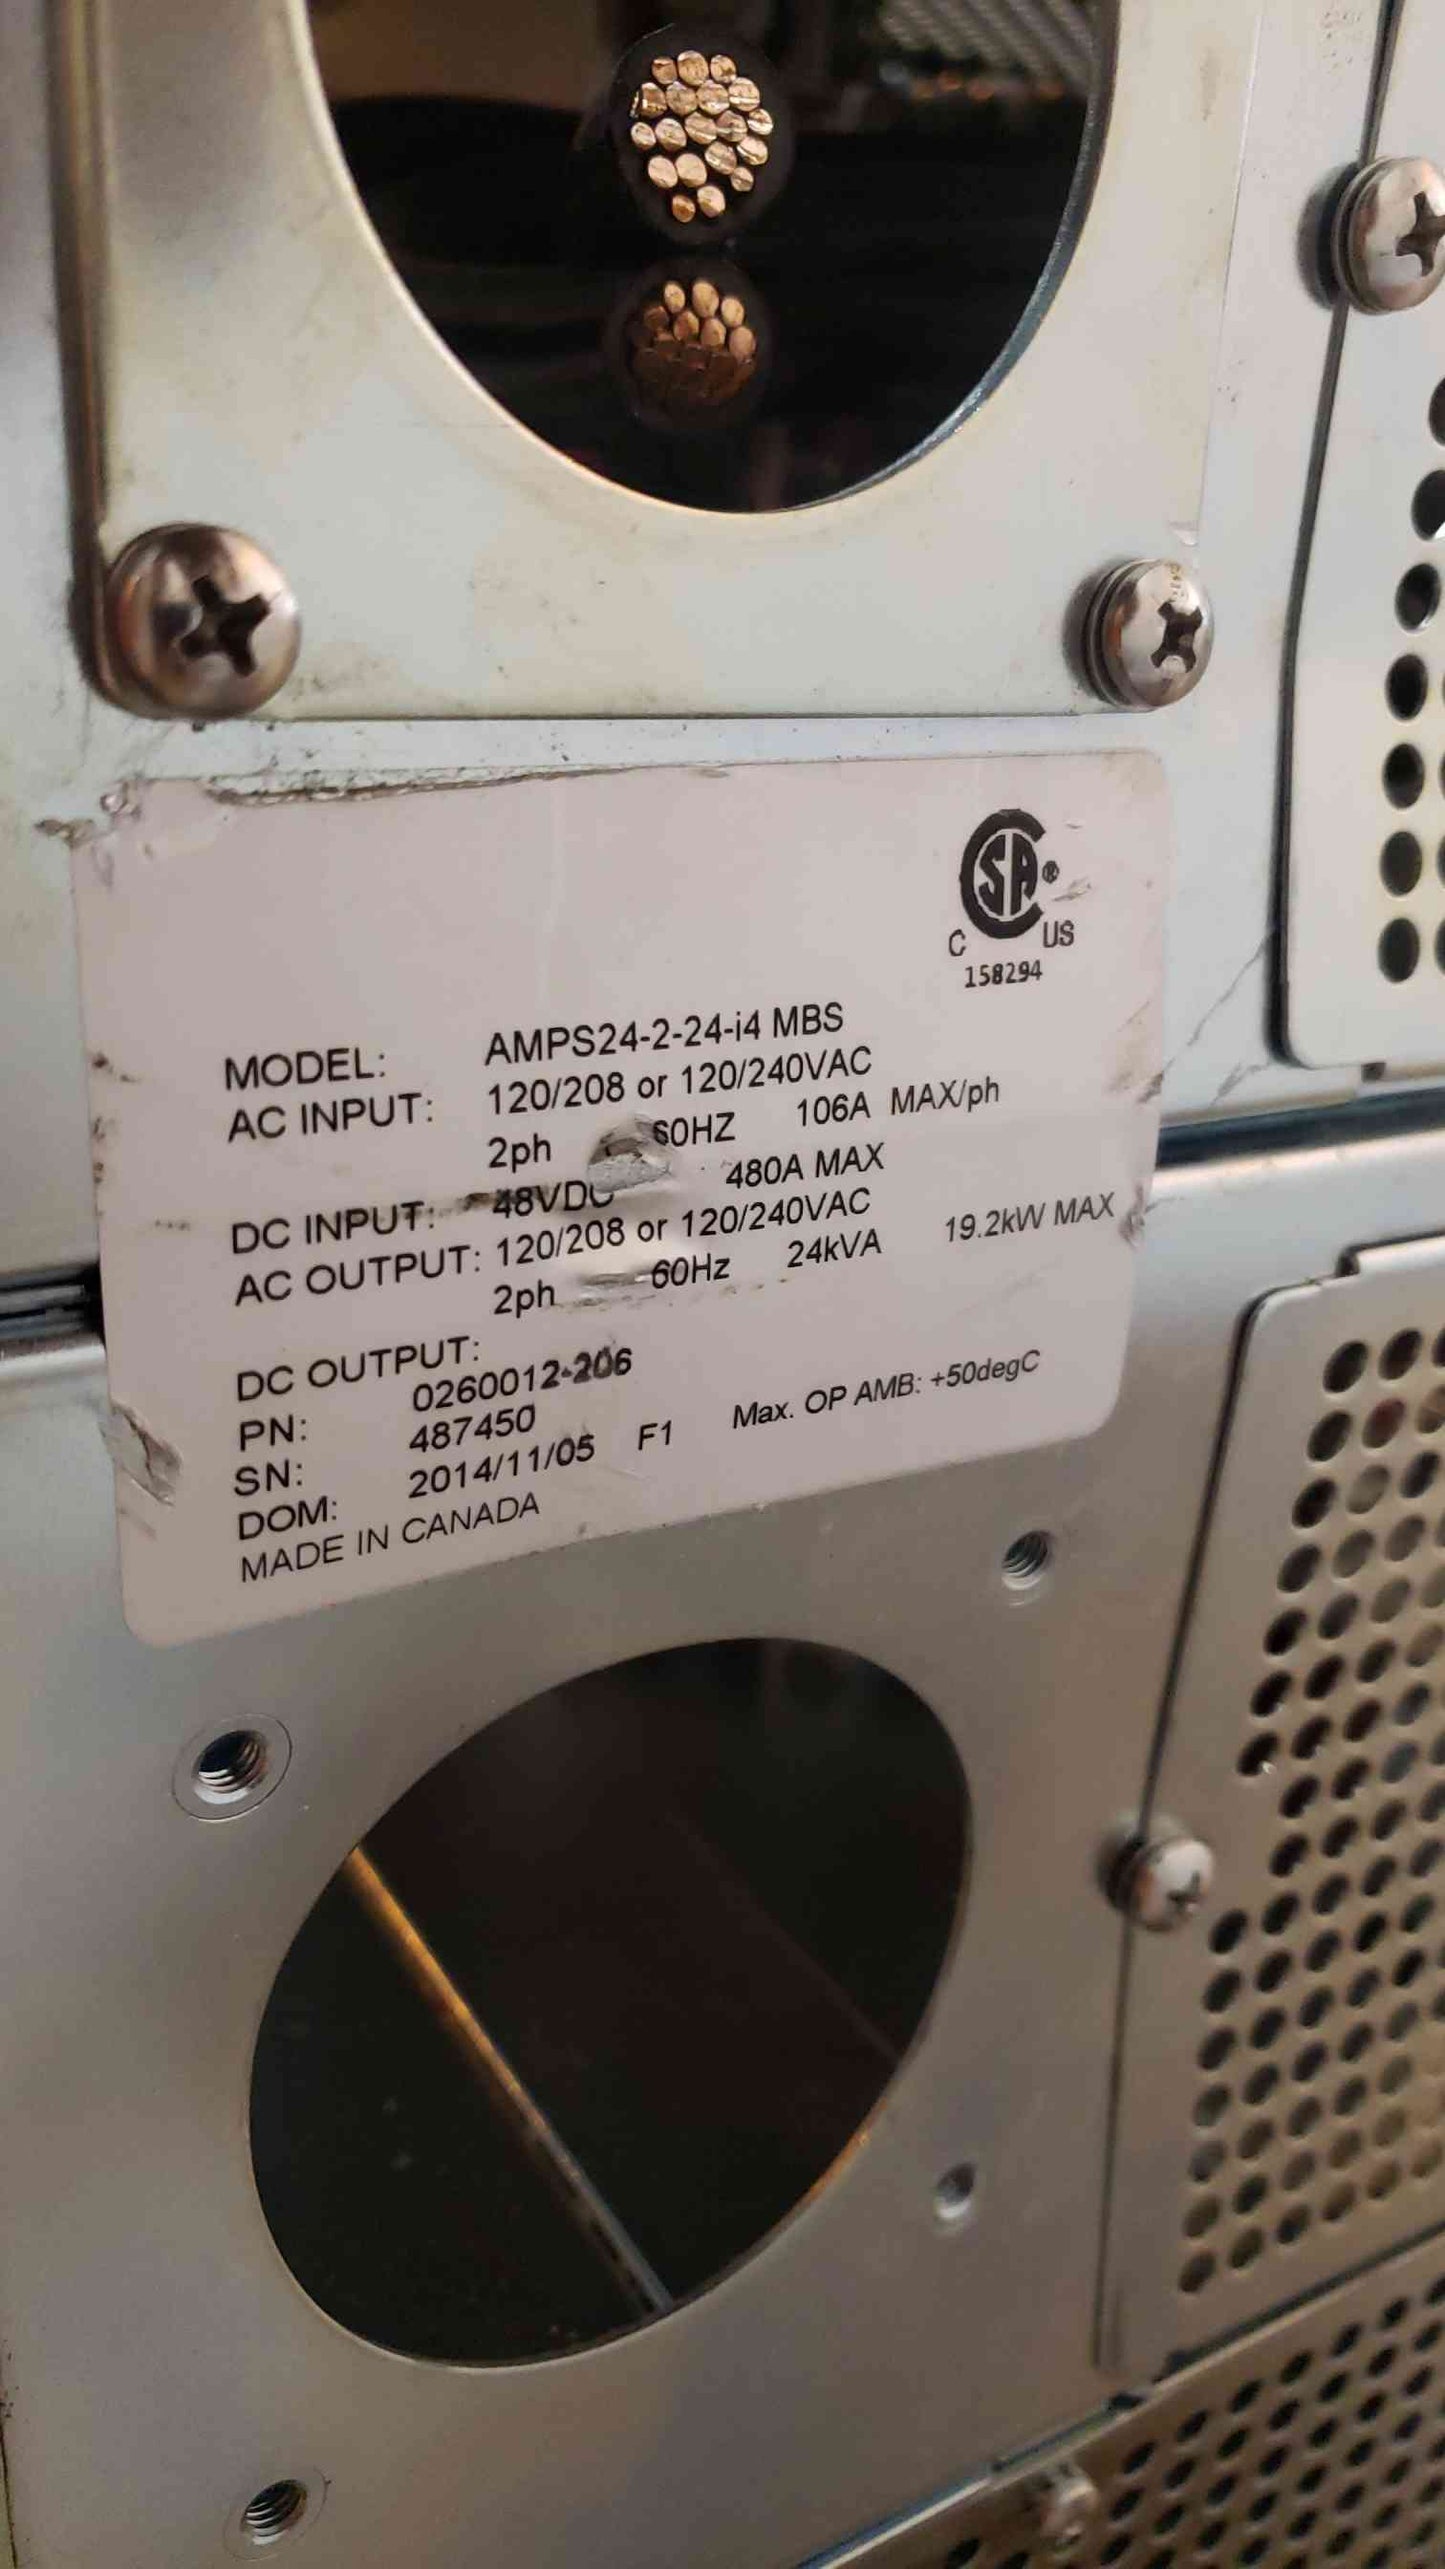 CSA®
C US
158294
MODEL: AMPS24-2-24-i4 MBS
AC INPUT: 120/208 or 120/240VAC
2ph 60HZ 106A MAX/ph
DC INPUT: 48VDC 480A MAX
AC OUTPUT: 120/208 or 120/240VAC
2ph 60Hz 24kVA 19.2kW MAX
DC OUTPUT:
PN: 0260012-206
SN: 487450
DOM: 2014/11/05 F1 Max. OP AMB: +50degC
MADE IN CANADA